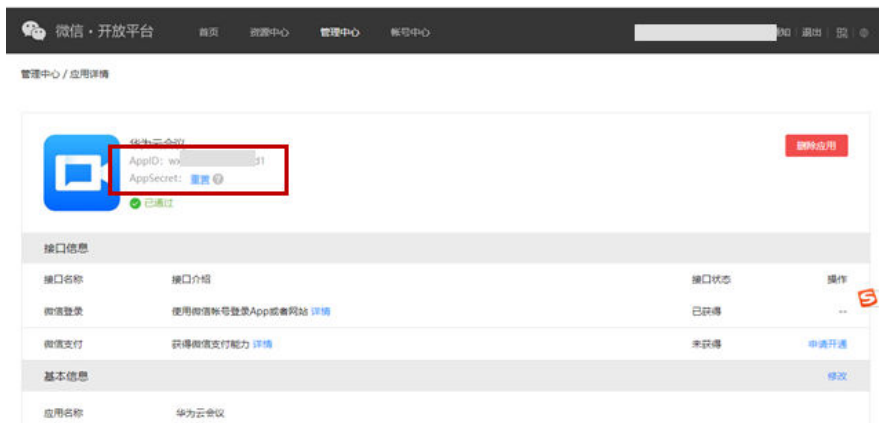 微信·开放平台 首页 资源中心 管理中心 帐号中心 退出
管理中心 / 应用详情
华为云会议
删除应用
AppID: wx d1
AppSecret: 重置
已通过
接口信息
接口名称 接口介绍 接口状态 操作
微信登录 使用微信帐号登录App或者网站 详情 已获得 --
微信支付 获得微信支付能力 详情 未获得 申请开通
基本信息 修改
应用名称 华为云会议